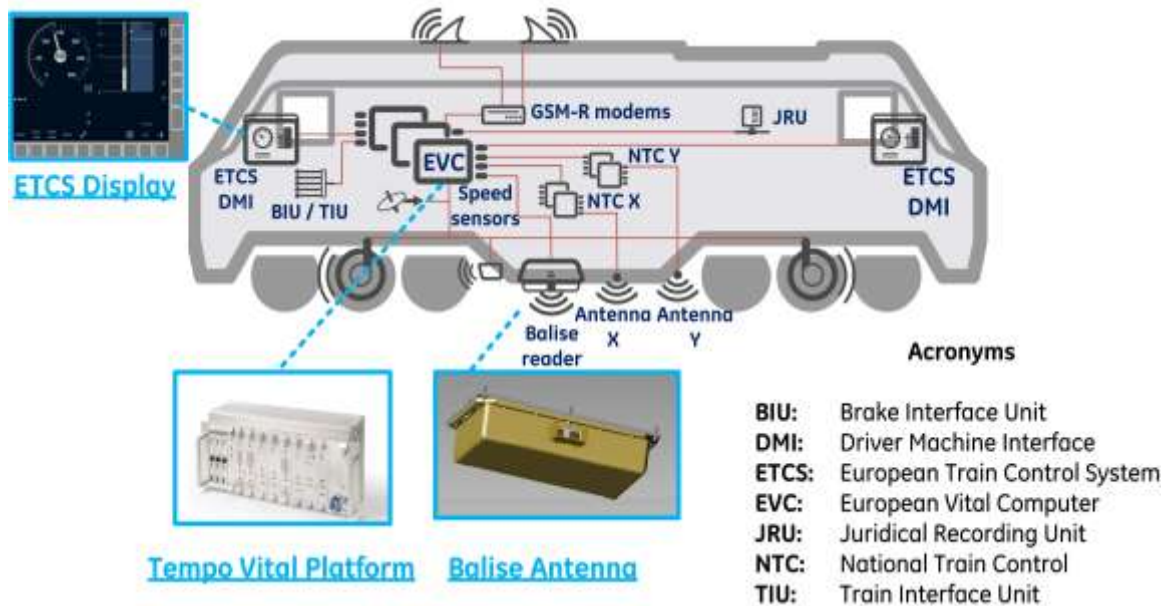 GSM-R modems
JRU
EVC
NTC Y
NTC X
ETCS
DMI
BIU / TIU
Speed
sensors
ETCS
DMI
ETCS Display
Antenna
X
Antenna
Y
Balise
reader
Tempo Vital Platform
Balise Antenna
Acronyms
BIU: Brake Interface Unit
DMI: Driver Machine Interface
ETCS: European Train Control System
EVC: European Vital Computer
JRU: Juridical Recording Unit
NTC: National Train Control
TIU: Train Interface Unit